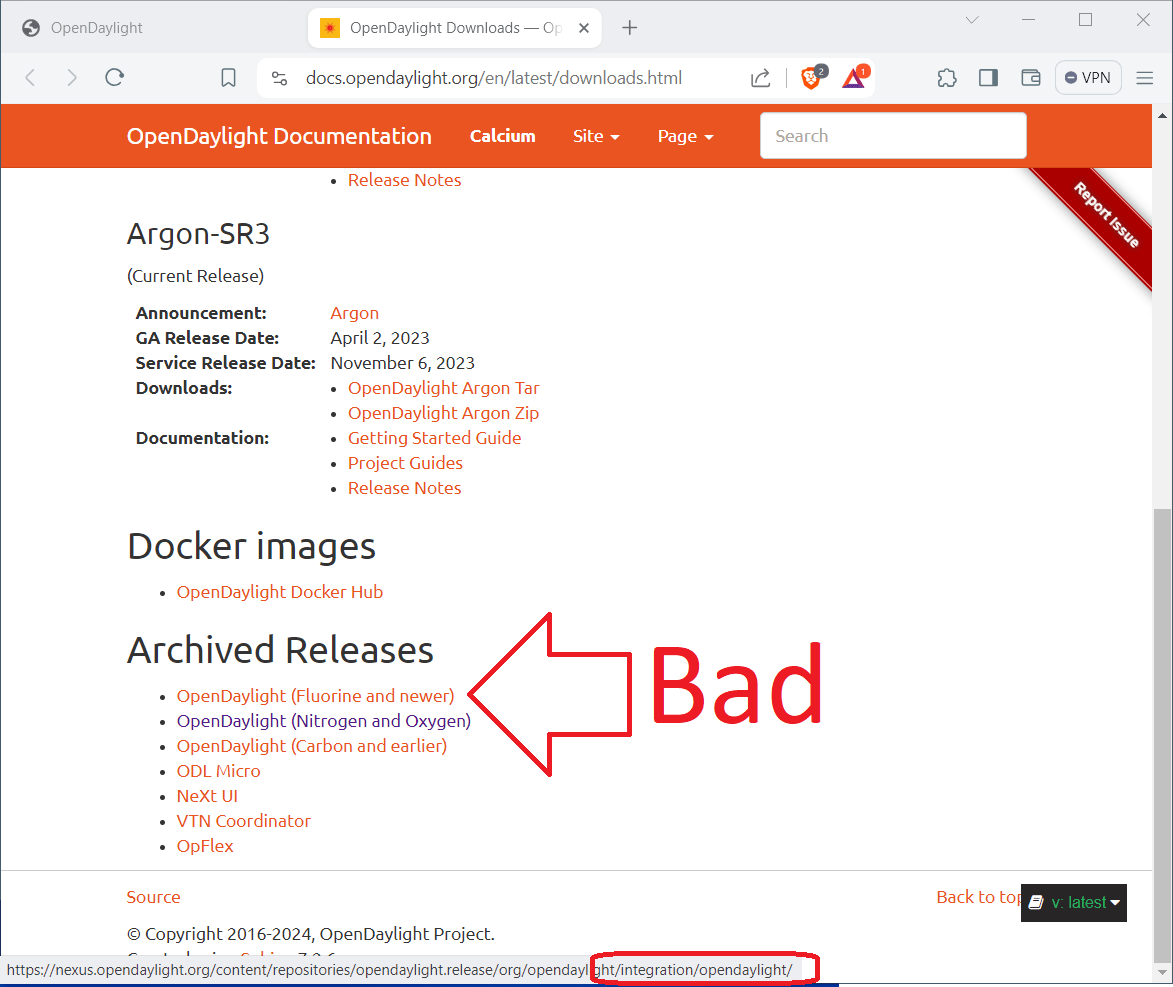 OpenDaylight
OpenDaylight Downloads — Op
docs.opendaylight.org/en/latest/downloads.html
2
1
VPN
OpenDaylight Documentation
Calcium
Site
Page
Search
Release Notes
Report Issue
Argon-SR3
(Current Release)
Announcement: Argon
GA Release Date: April 2, 2023
Service Release Date: November 6, 2023
Downloads: • OpenDaylight Argon Tar
• OpenDaylight Argon Zip
Documentation: • Getting Started Guide
• Project Guides
• Release Notes
Docker images
• OpenDaylight Docker Hub
Archived Releases
• OpenDaylight (Fluorine and newer)
• OpenDaylight (Nitrogen and Oxygen)
• OpenDaylight (Carbon and earlier)
• ODL Micro
• NeXt UI
• VTN Coordinator
• OpFlex
Bad
Source
Back to top
v: latest
© Copyright 2016-2024, OpenDaylight Project.
https://nexus.opendaylight.org/content/repositories/opendaylight.release/org/opendaylight/integration/opendaylight/